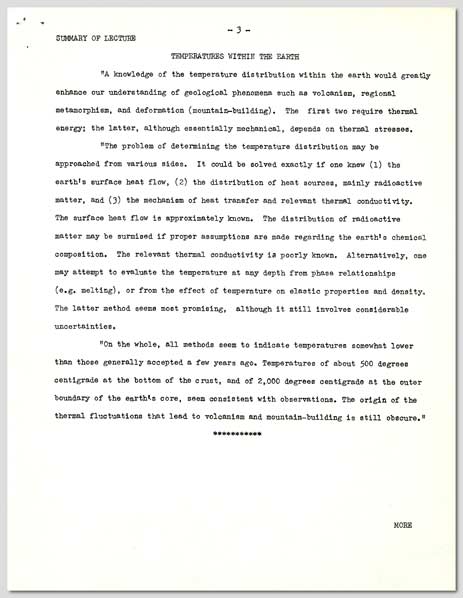 - 3 -
SUMMARY OF LECTURE
TEMPERATURES WITHIN THE EARTH
"A knowledge of the temperature distribution within the earth would greatly
enhance our understanding of geological phenomena such as volcanism, regional
metamorphism, and deformation (mountain-building). The first two require thermal
energy; the latter, although essentially mechanical, depends on thermal stresses.
"The problem of determining the temperature distribution may be
approached from various sides. It could be solved exactly if one knew (1) the
earth's surface heat flow, (2) the distribution of heat sources, mainly radioactive
matter, and (3) the mechanism of heat transfer and relevant thermal conductivity.
The surface heat flow is approximately known. The distribution of radioactive
matter may be surmised if proper assumptions are made regarding the earth's chemical
composition. The relevant thermal conductivity is poorly known. Alternatively, one
may attempt to evaluate the temperature at any depth from phase relationships
(e.g. melting), or from the effect of temperature on elastic properties and density.
The latter method seems most promising, although it still involves considerable
uncertainties.
"On the whole, all methods seem to indicate temperatures somewhat lower
than those generally accepted a few years ago. Temperatures of about 500 degrees
centigrade at the bottom of the crust, and of 2,000 degrees centigrade at the outer
boundary of the earth's core, seem consistent with observations. The origin of the
thermal fluctuations that lead to volcanism and mountain-building is still obscure."
***********
MORE